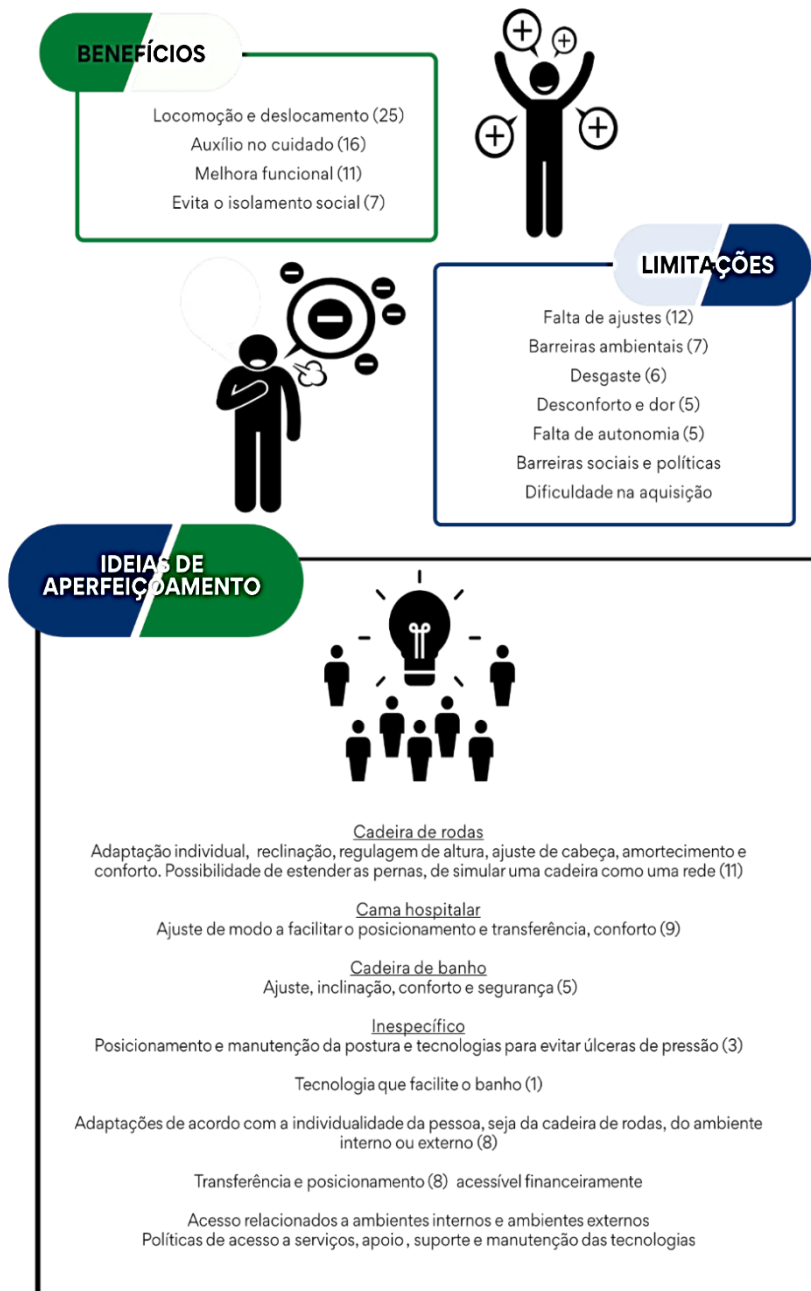 BENEFÍCIOS
Locomoção e deslocamento (25)
Auxílio no cuidado (16)
Melhora funcional (11)
Evita o isolamento social (7)
LIMITAÇÕES
Falta de ajustes (12)
Barreiras ambientais (7)
Desgaste (6)
Desconforto e dor (5)
Falta de autonomia (5)
Barreiras sociais e políticas
Dificuldade na aquisição
IDEIAS DE
APERFEIÇOAMENTO
Cadeira de rodas
Adaptação individual, reclinação, regulagem de altura, ajuste de cabeça, amortecimento e
conforto. Possibilidade de estender as pernas, de simular uma cadeira como uma rede (11)
Cama hospitalar
Ajuste de modo a facilitar o posicionamento e transferência, conforto (9)
Cadeira de banho
Ajuste, inclinação, conforto e segurança (5)
Inespecífico
Posicionamento e manutenção da postura e tecnologias para evitar úlceras de pressão (3)
Tecnologia que facilite o banho (1)
Adaptações de acordo com a individualidade da pessoa, seja da cadeira de rodas, do ambiente
interno ou externo (8)
Transferência e posicionamento (8) acessível financeiramente
Acesso relacionados a ambientes internos e ambientes externos
Políticas de acesso a serviços, apoio , suporte e manutenção das tecnologias